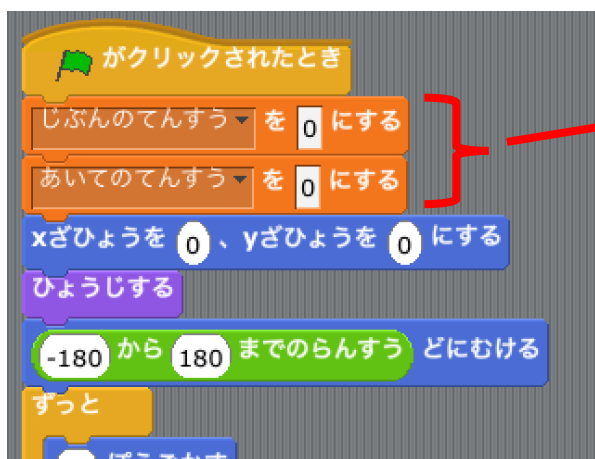 がクリックされたとき
じぶんのてんすう を 0 にする
あいてのてんすう を 0 にする
xざひょうを 0 、yざひょうを 0 にする
ひょうじする
-180 から 180 までのらんすう どにむける
ずっと